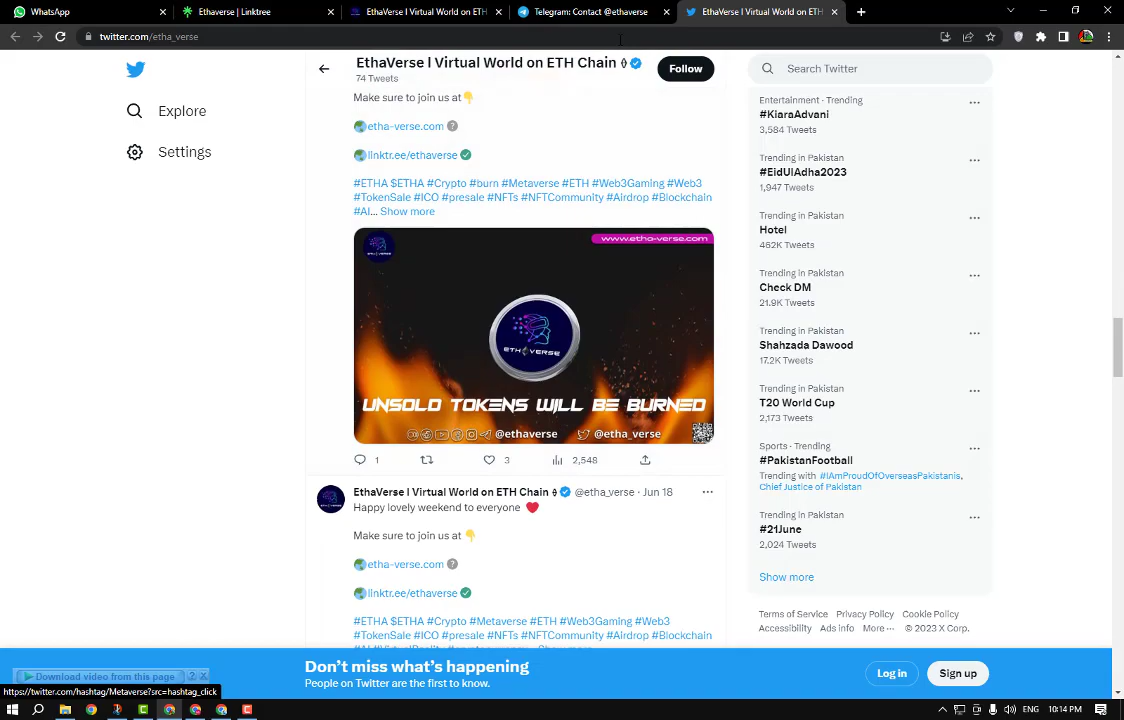 WhatsApp
Ethaverse | Linktree
EthaVerse I Virtual World on ETH
Telegram: Contact @ethaverse
EthaVerse I Virtual World on ETH
twitter.com/etha_verse
Explore
Settings
EthaVerse I Virtual World on ETH Chain
74 Tweets
Follow
Make sure to join us at
etha-verse.com
linktr.ee/ethaverse
#ETHA $ETHA #Crypto #burn #Metaverse #ETH #Web3Gaming #Web3
#TokenSale #ICO #presale #NFTs #NFTCommunity #Airdrop #Blockchain
#AI... Show more
www.etha-verse.com
ETH VERSE
UNSOLD TOKENS WILL BE BURNED
@ethaverse
@etha_verse
1
3
2,548
EthaVerse I Virtual World on ETH Chain @etha_verse · Jun 18
Happy lovely weekend to everyone
Make sure to join us at
etha-verse.com
linktr.ee/ethaverse
#ETHA $ETHA #Crypto #Metaverse #ETH #Web3Gaming #Web3
#TokenSale #ICO #presale #NFTs #NFTCommunity #Airdrop #Blockchain
Search Twitter
Entertainment · Trending
#KiaraAdvani
3,584 Tweets
Trending in Pakistan
#EidUlAdha2023
1,947 Tweets
Trending in Pakistan
Hotel
462K Tweets
Trending in Pakistan
Check DM
21.9K Tweets
Trending in Pakistan
Shahzada Dawood
17.2K Tweets
Trending in Pakistan
T20 World Cup
2,173 Tweets
Sports · Trending
#PakistanFootball
Trending with #IAmProudOfOverseasPakistanis,
Chief Justice of Pakistan
Trending in Pakistan
#21June
2,024 Tweets
Show more
Terms of Service Privacy Policy Cookie Policy
Accessibility Ads info More ··· © 2023 X Corp.
Don't miss what's happening
People on Twitter are the first to know.
Log in
Sign up
Download video from this page
https://twitter.com/hashtag/Metaverse?src=hashtag_click
ENG
10:14 PM